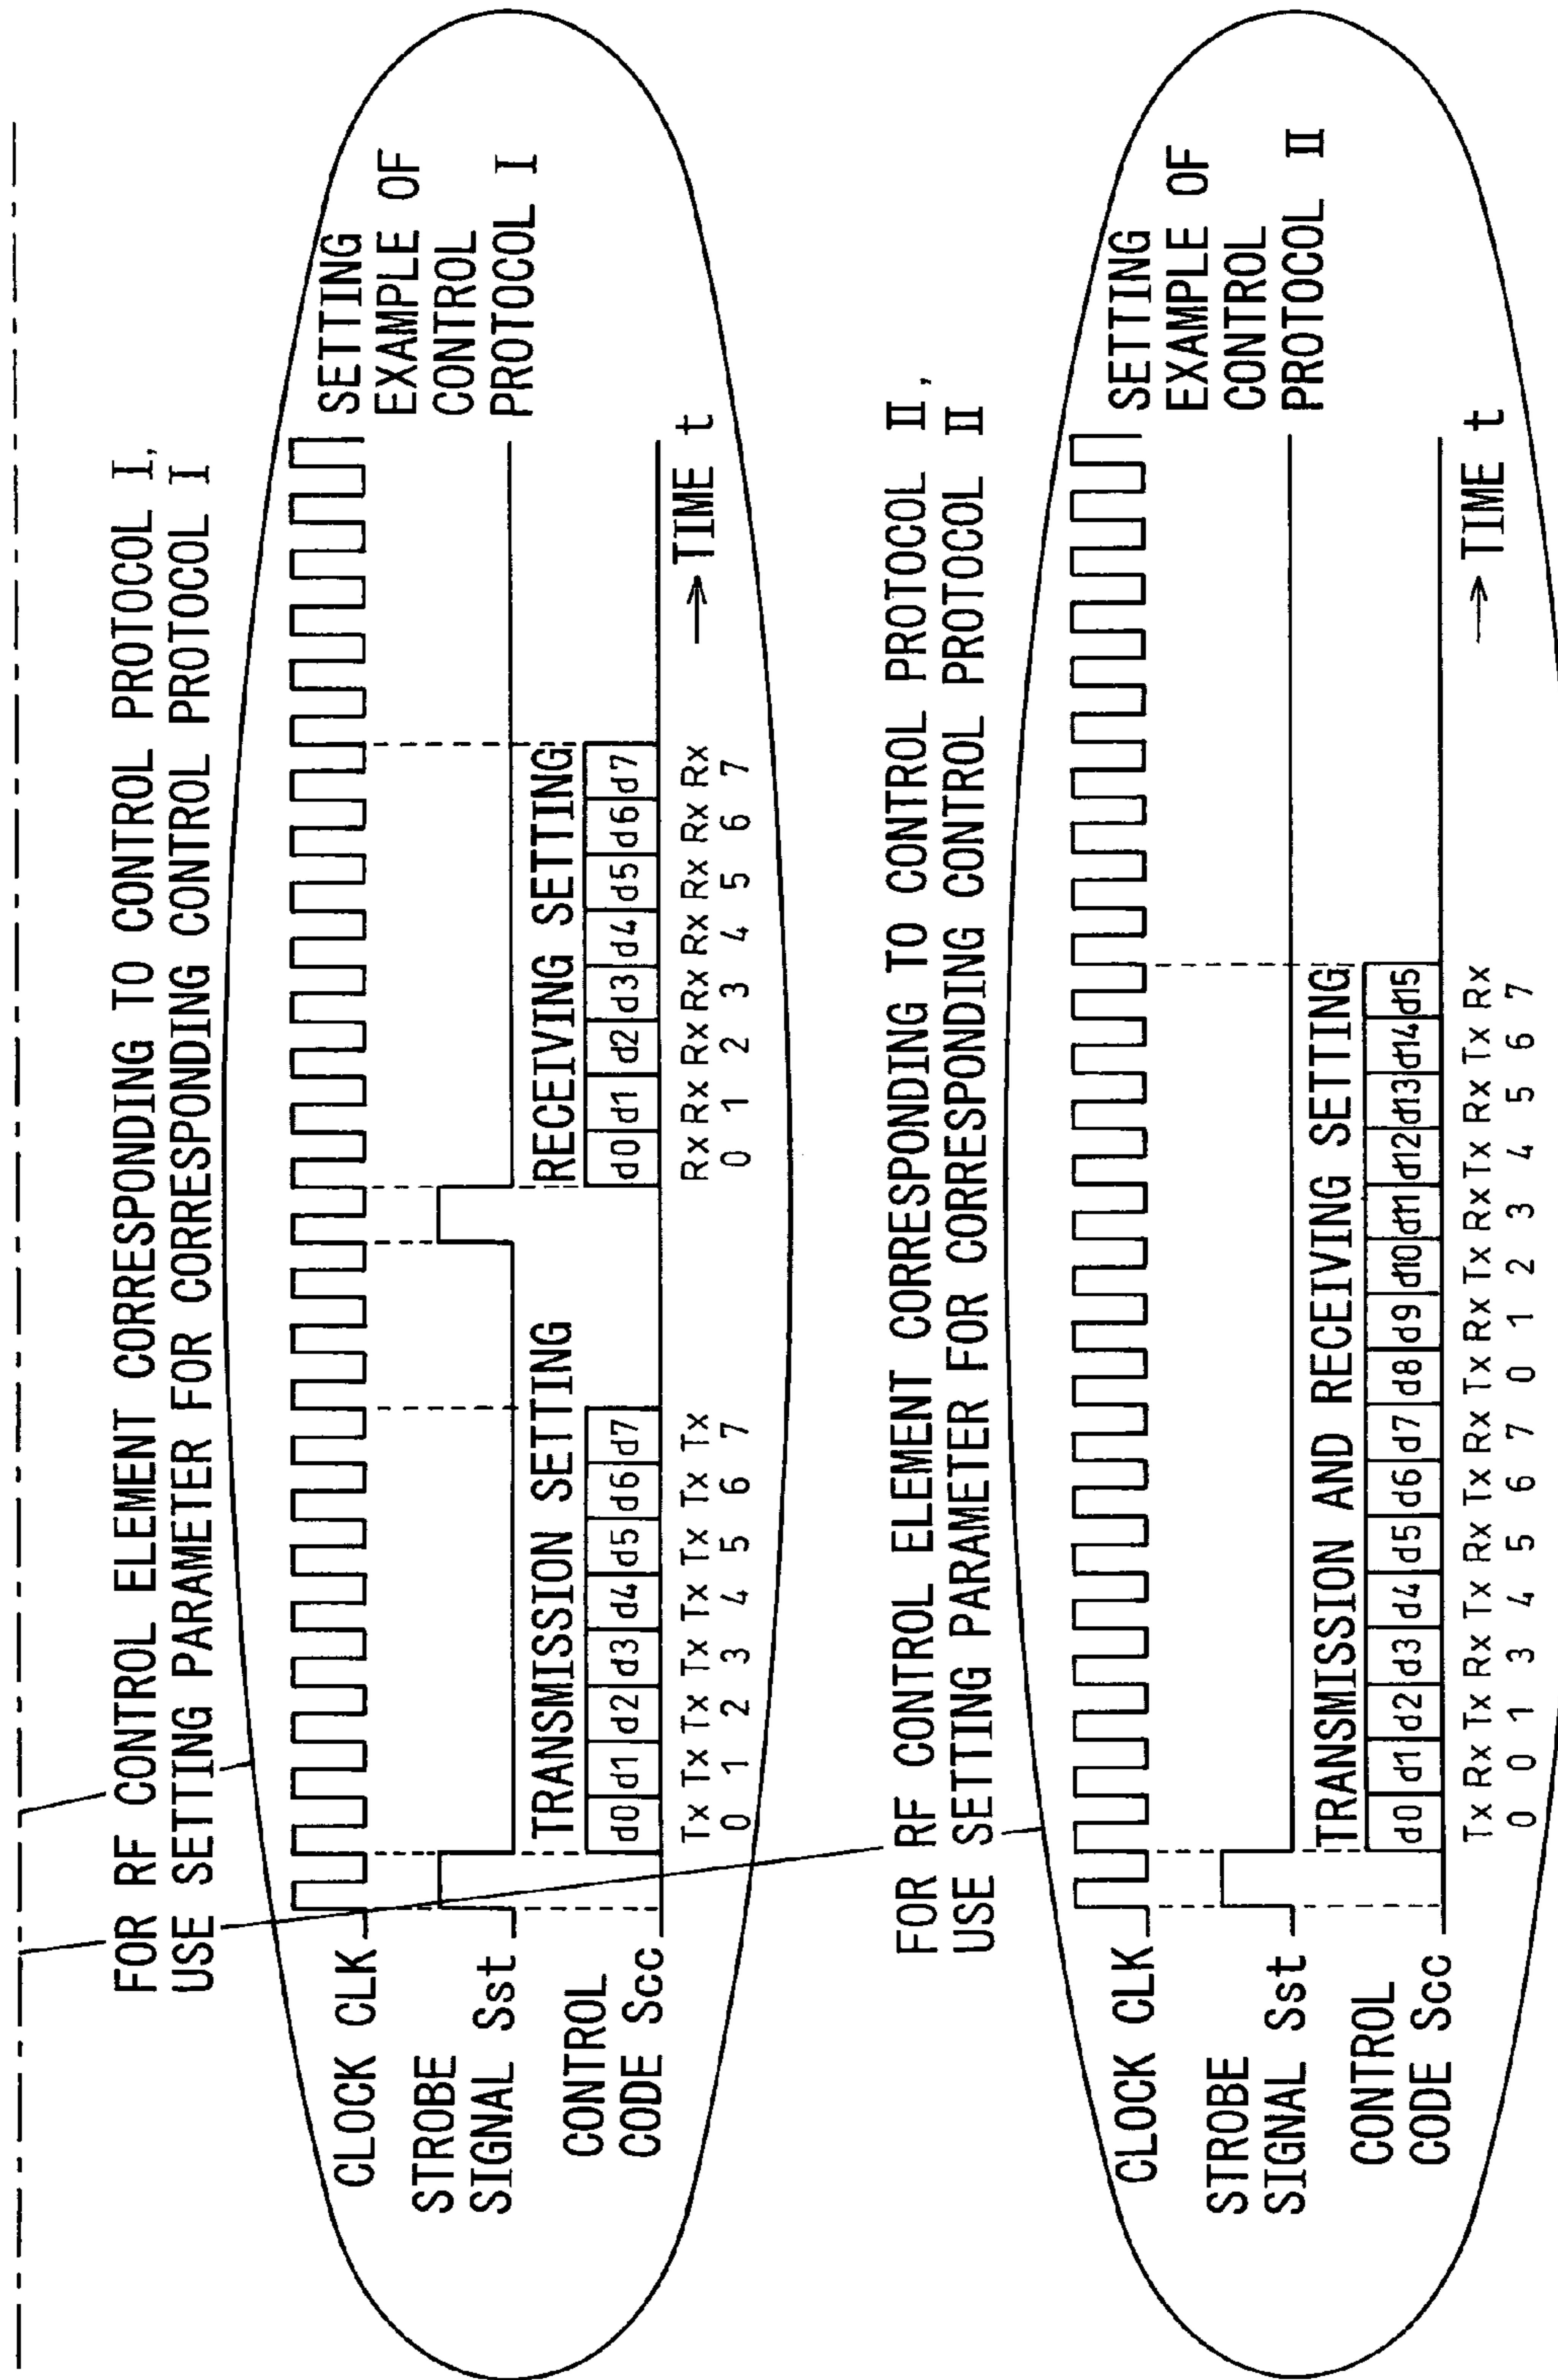 FOR RF CONTROL ELEMENT CORRESPONDING TO CONTROL PROTOCOL I,
USE SETTING PARAMETER FOR CORRESPONDING CONTROL PROTOCOL I
CLOCK CLK
SETTING
EXAMPLE OF
CONTROL
PROTOCOL I
STROBE
SIGNAL Sst
TRANSMISSION SETTING
RECEIVING SETTING
CONTROL
CODE Scc
d0 d1 d2 d3 d4 d5 d6 d7
d0 d1 d2 d3 d4 d5 d6 d7
Tx Tx Tx Tx Tx Tx Tx Tx
0 1 2 3 4 5 6 7
Rx Rx Rx Rx Rx Rx Rx Rx
0 1 2 3 4 5 6 7
→ TIME t
FOR RF CONTROL ELEMENT CORRESPONDING TO CONTROL PROTOCOL II,
USE SETTING PARAMETER FOR CORRESPONDING CONTROL PROTOCOL II
CLOCK CLK
SETTING
EXAMPLE OF
CONTROL
PROTOCOL II
STROBE
SIGNAL Sst
TRANSMISSION AND RECEIVING SETTING
CONTROL
CODE Scc
d0 d1 d2 d3 d4 d5 d6 d7 d8 d9 d10 d11 d12 d13 d14 d15
Tx Rx Tx Rx Tx Rx Tx Rx Tx Rx Tx Rx Tx Rx Tx Rx
0 0 1 3 4 5 6 7 0 1 2 3 4 5 6 7
→ TIME t